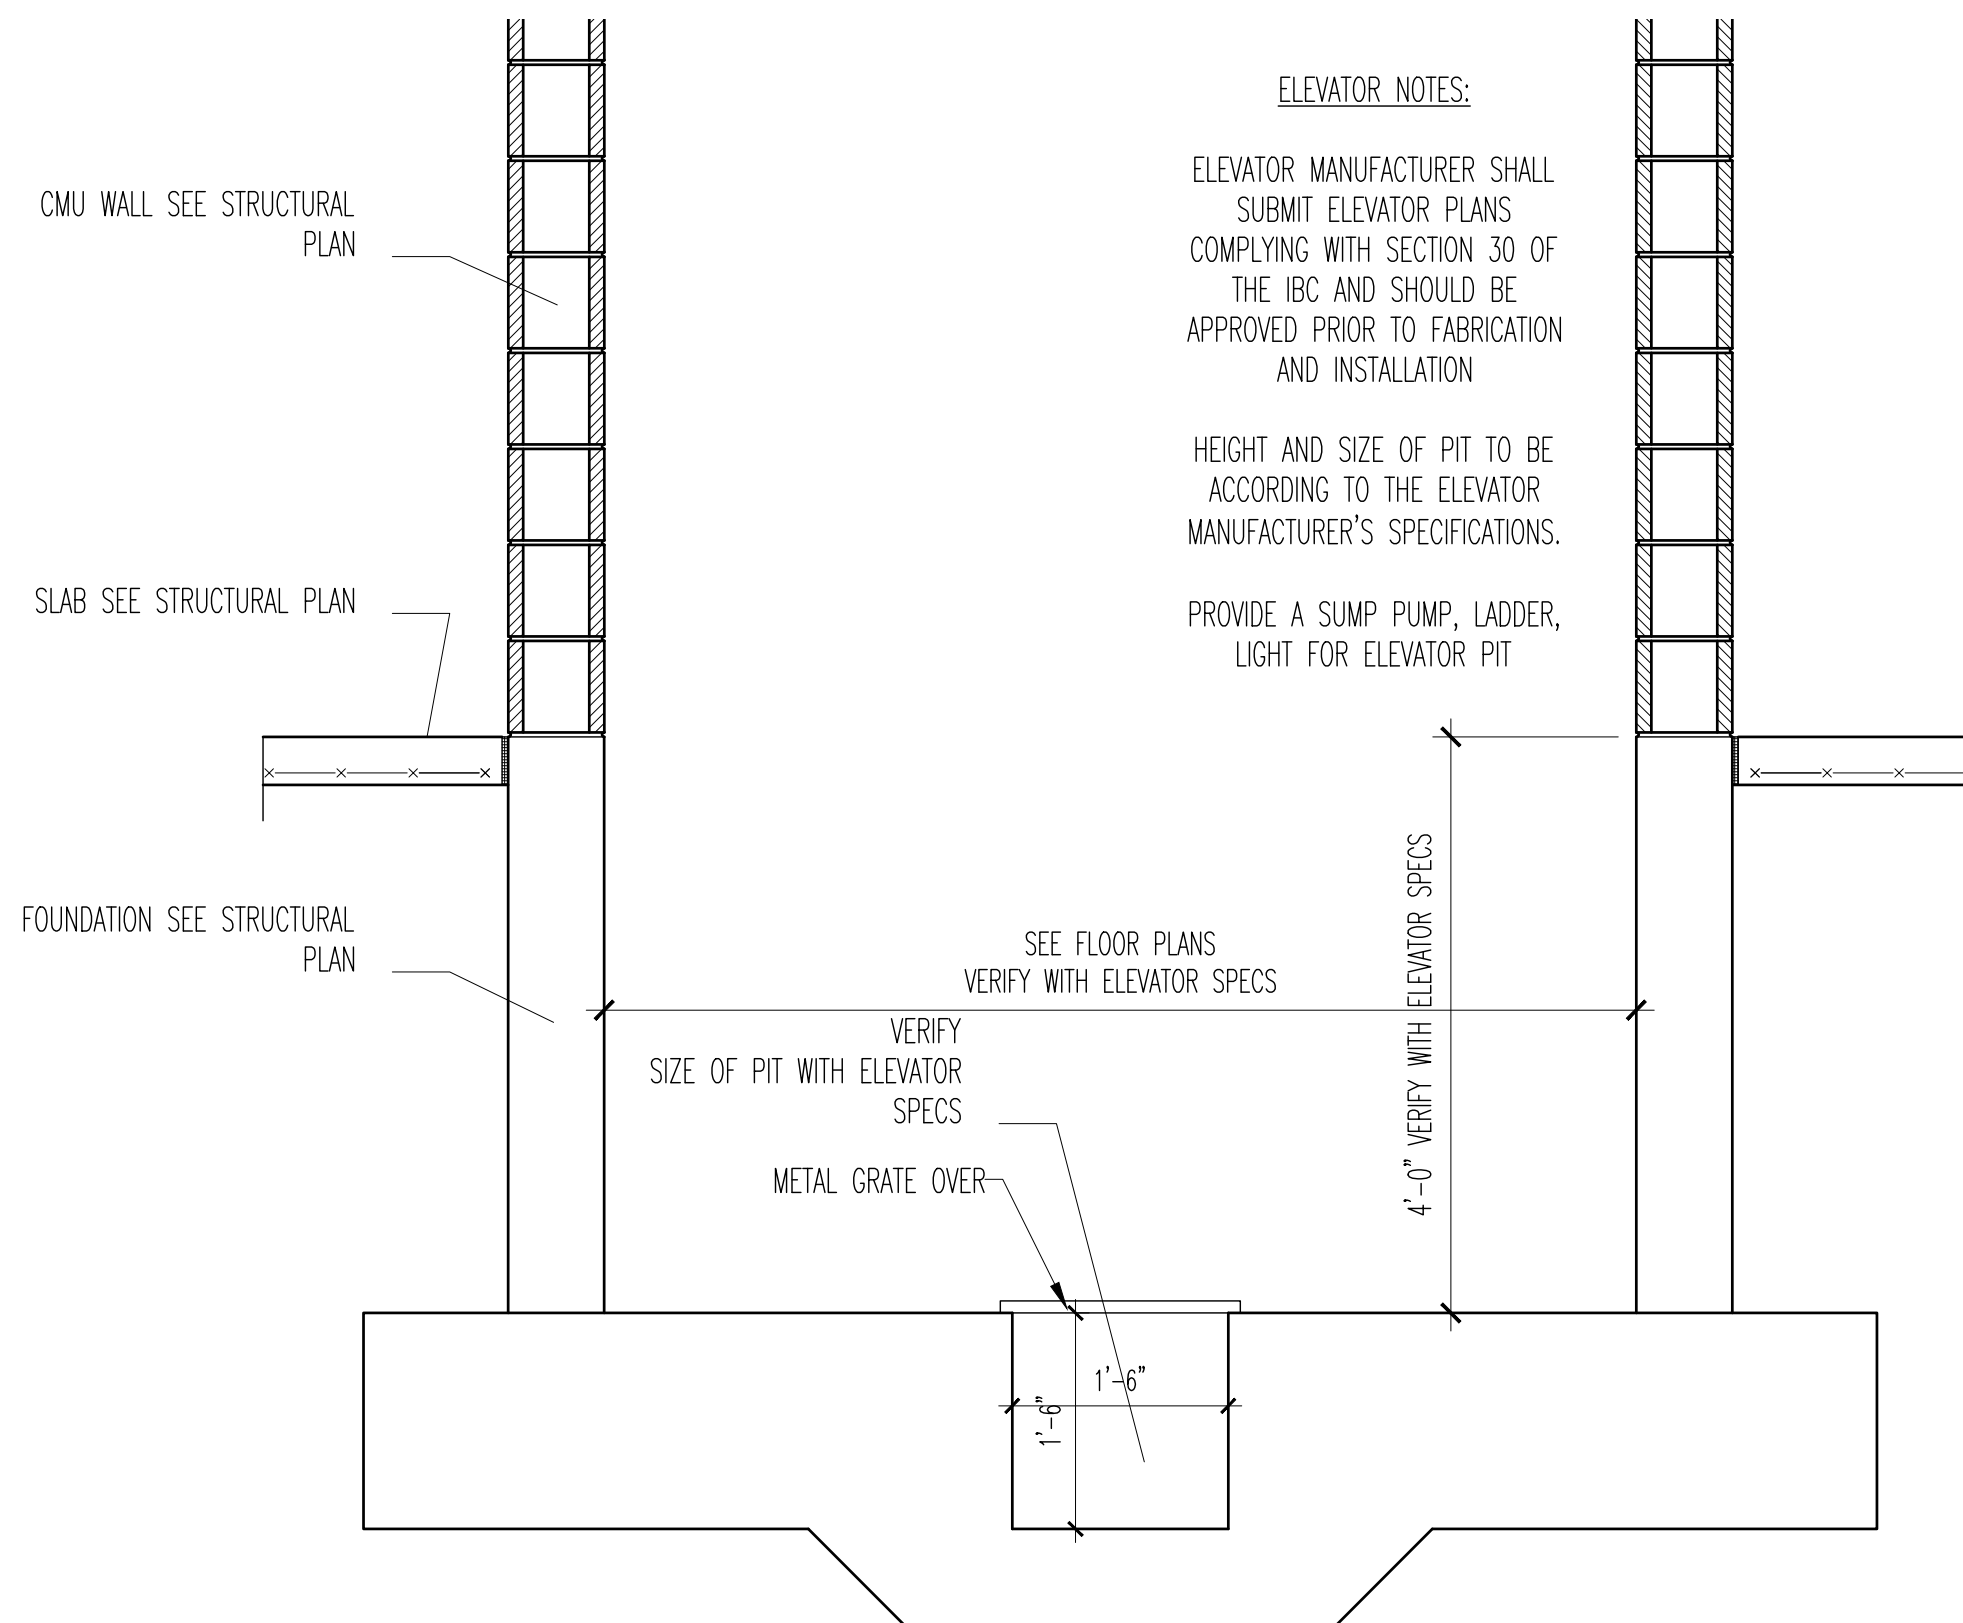 ELEVATOR NOTES:
ELEVATOR MANUFACTURER SHALL
SUBMIT ELEVATOR PLANS
COMPLYING WITH SECTION 30 OF
THE IBC AND SHOULD BE
APPROVED PRIOR TO FABRICATION
AND INSTALLATION
HEIGHT AND SIZE OF PIT TO BE
ACCORDING TO THE ELEVATOR
MANUFACTURER'S SPECIFICATIONS.
PROVIDE A SUMP PUMP, LADDER,
LIGHT FOR ELEVATOR PIT
CMU WALL SEE STRUCTURAL
PLAN
SLAB SEE STRUCTURAL PLAN
FOUNDATION SEE STRUCTURAL
PLAN
SEE FLOOR PLANS
VERIFY WITH ELEVATOR SPECS
VERIFY
SIZE OF PIT WITH ELEVATOR
SPECS
METAL GRATE OVER
4'-0" VERIFY WITH ELEVATOR SPECS
1'-6"
1'-6"